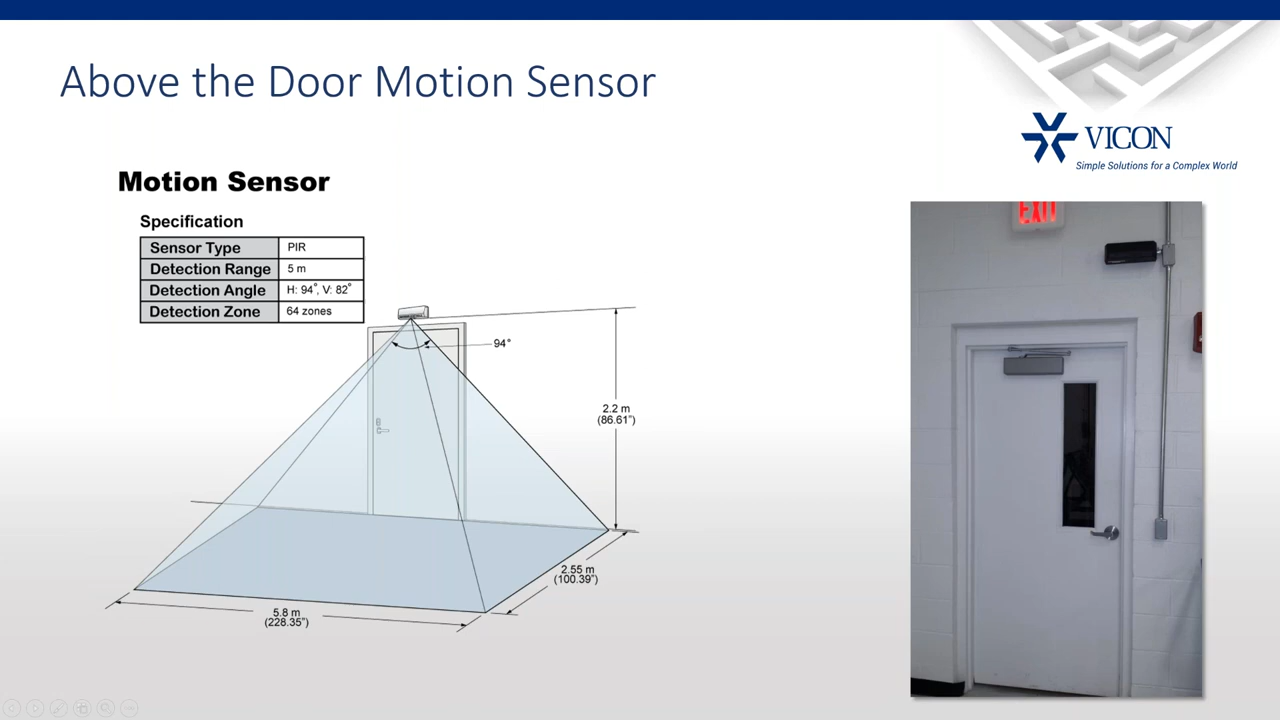 Above the Door Motion Sensor
VICON
Simple Solutions for a Complex World
Motion Sensor
Specification
Sensor Type PIR
Detection Range 5 m
Detection Angle H: 94°, V: 82°
Detection Zone 64 zones
94°
2.2 m
(86.61")
2.55 m
(100.39")
5.8 m
(228.35")
EXIT